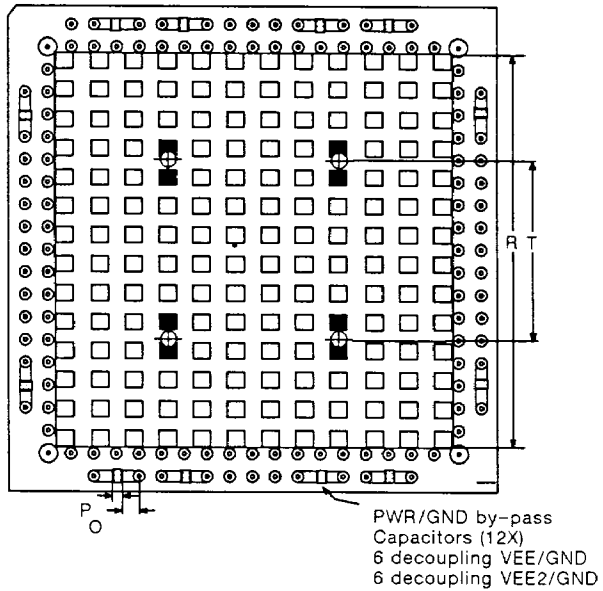 R T
P
O
PWR/GND by-pass
Capacitors (12X)
6 decoupling VEE/GND
6 decoupling VEE2/GND